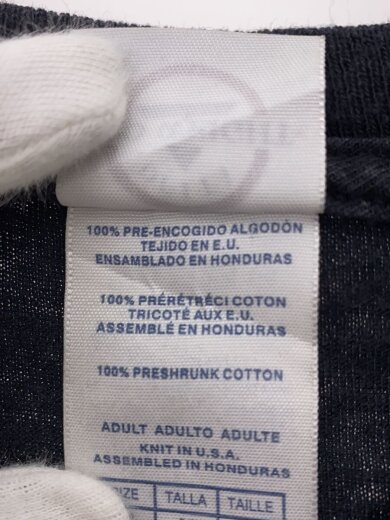 100% PRE-ENCOGIDO ALGODÓN
TEJIDO EN E.U.
ENSAMBLADO EN HONDURAS
100% PRÉRÉTRÉCI COTON
TRICOTÉ AUX E.U.
ASSEMBLÉ EN HONDURAS
100% PRESHRUNK COTTON
ADULT ADULTO ADULTE
KNIT IN U.S.A.
ASSEMBLED IN HONDURAS
SIZE TALLA TAILLE